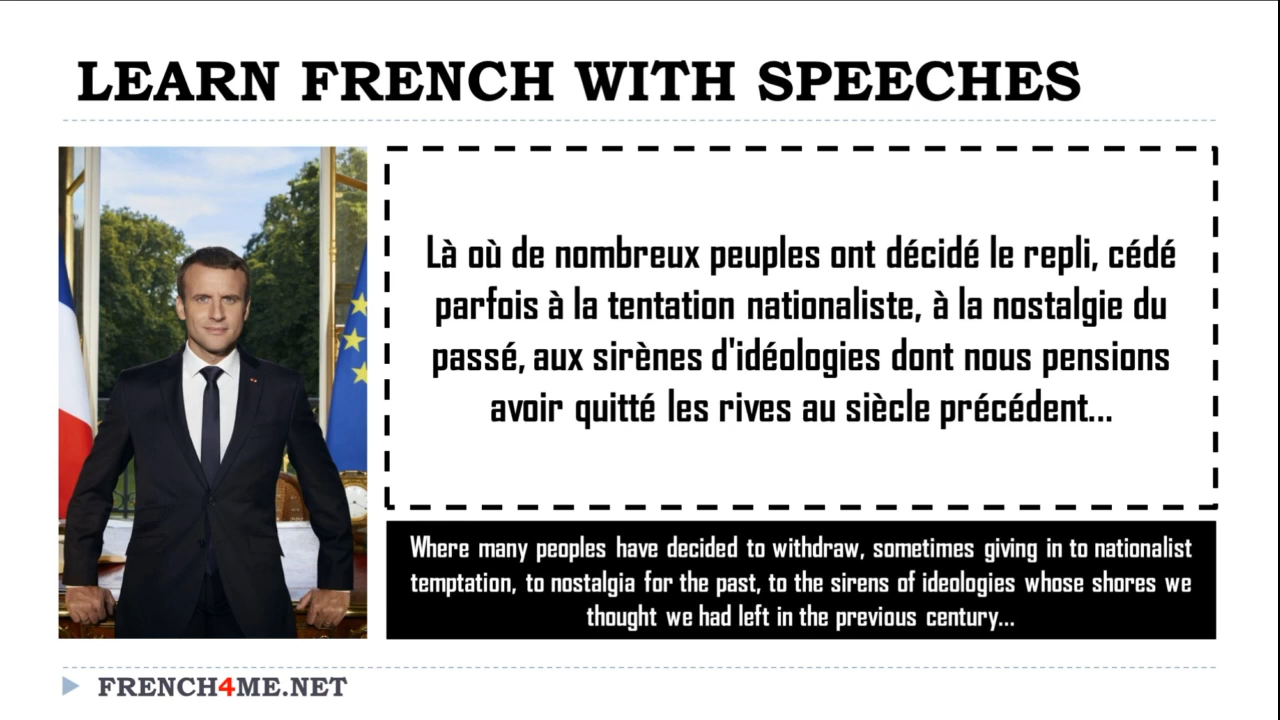 LEARN FRENCH WITH SPEECHES
Là où de nombreux peuples ont décidé le repli, cédé
parfois à la tentation nationaliste, à la nostalgie du
passé, aux sirènes d'idéologies dont nous pensions
avoir quitté les rives au siècle précédent...
Where many peoples have decided to withdraw, sometimes giving in to nationalist
temptation, to nostalgia for the past, to the sirens of ideologies whose shores we
thought we had left in the previous century...
FRENCH4ME.NET